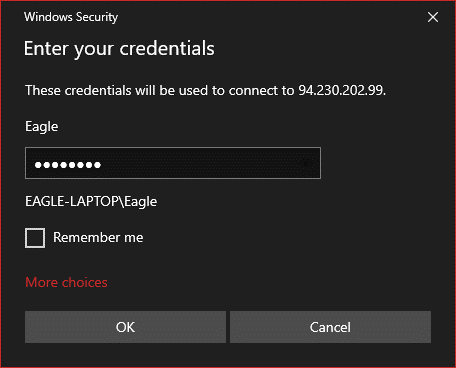 Windows Security
Enter your credentials
These credentials will be used to connect to 94.230.202.99.
Eagle
●●●●●●●●
EAGLE-LAPTOP\Eagle
Remember me
More choices
OK
Cancel